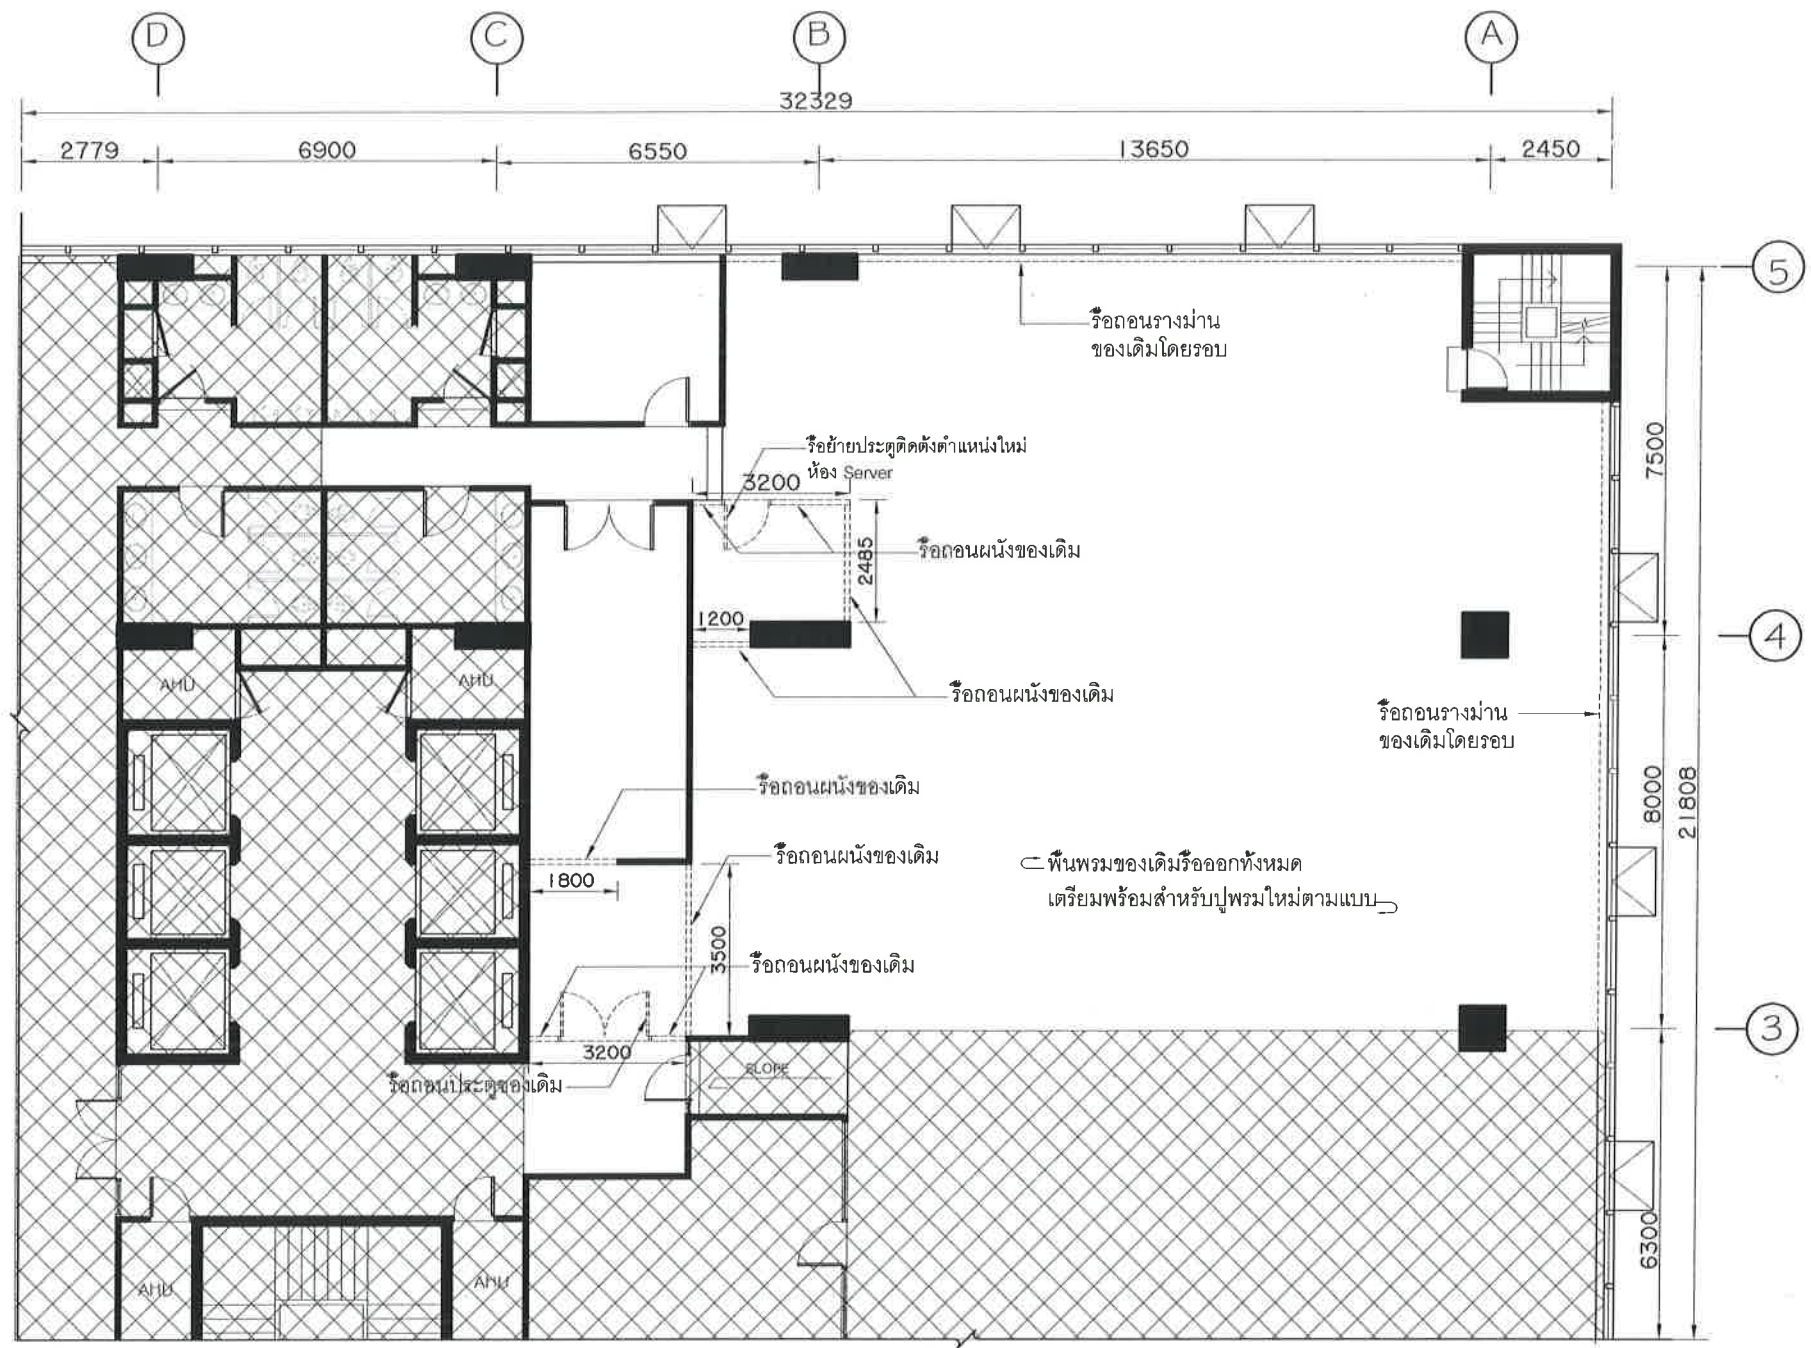 D
C
B
A
32329
2779
6900
6550
13650
2450
5
รื้อถอนรางม่าน
ของเดิมโดยรอบ
7500
รื้อย้ายประตูติดตั้งตำแหน่งใหม่
ห้อง Server
3200
รื้อถอนผนังของเดิม
2485
1200
4
AHU
AHU
รื้อถอนผนังของเดิม
รื้อถอนรางม่าน
ของเดิมโดยรอบ
รื้อถอนผนังของเดิม
8000
21808
รื้อถอนผนังของเดิม
พื้นพรมของเดิมรื้อออกทั้งหมด
เตรียมพร้อมสำหรับปูพรมใหม่ตามแบบ
1800
3500
รื้อถอนผนังของเดิม
3
3200
SLOPE
รื้อถอนประตูของเดิม
6300
AHU
AHU